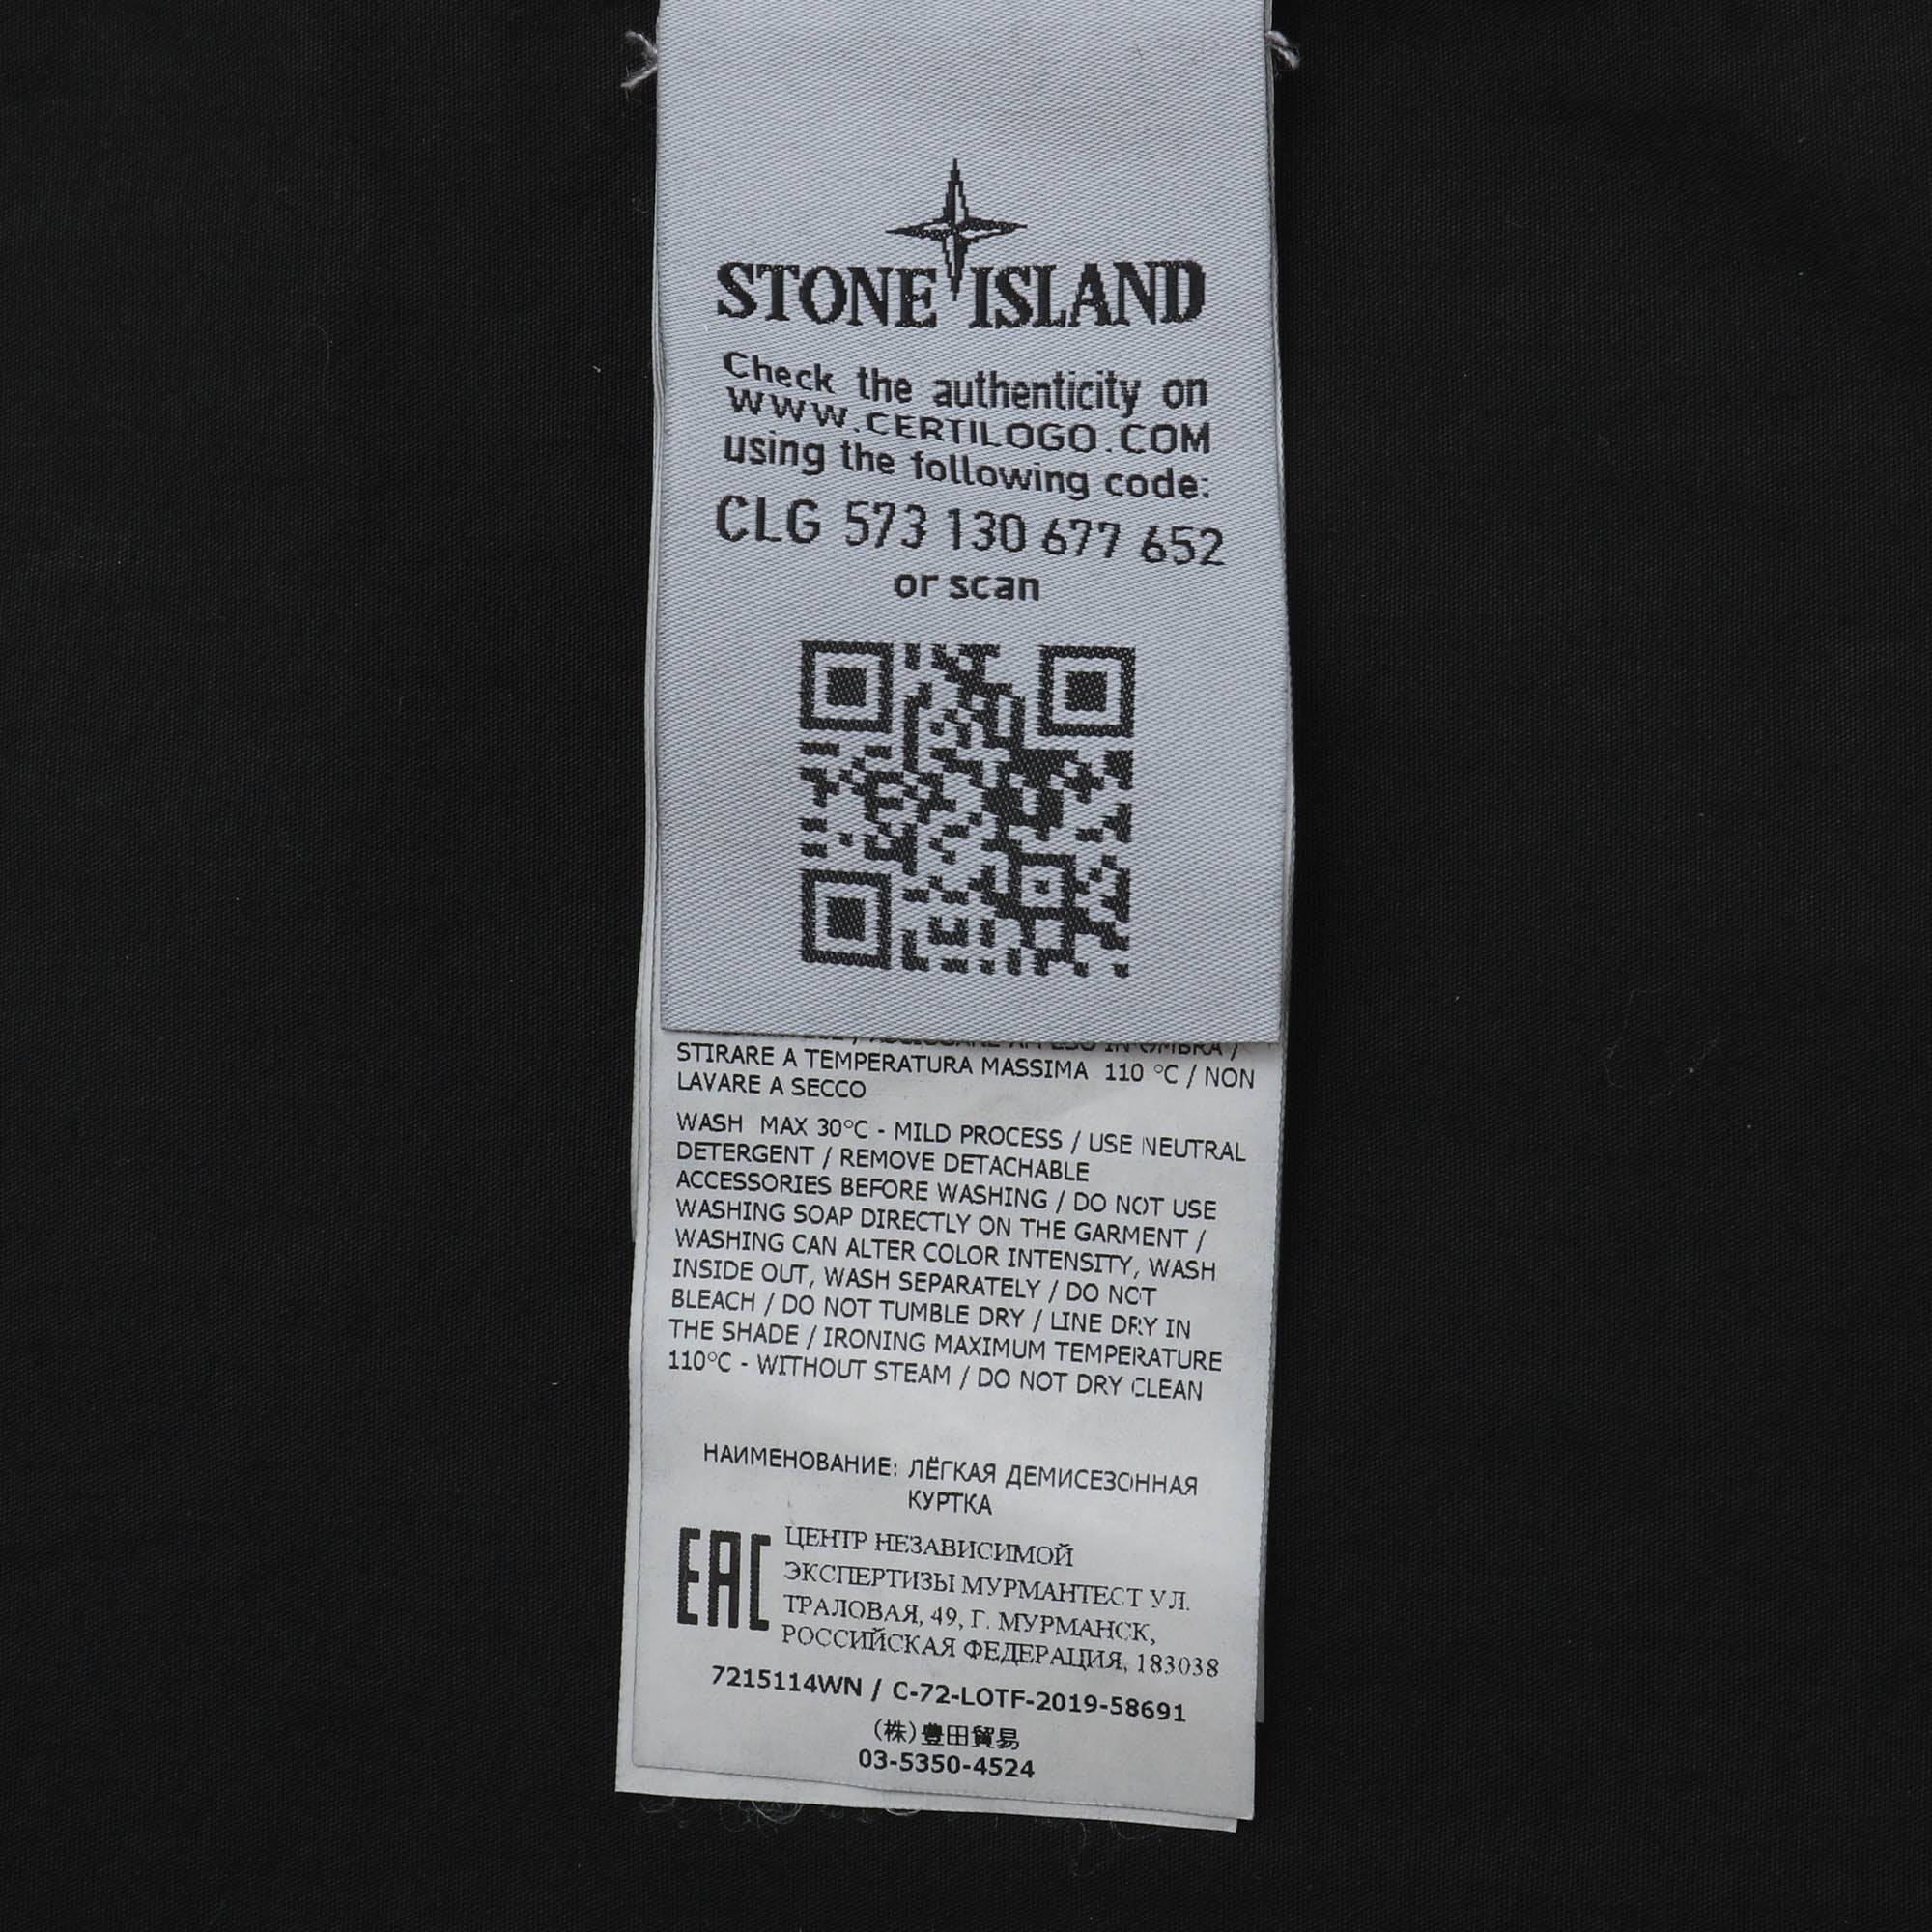 STONE ISLAND
Check the authenticity on
WWW.CERTILOGO.COM
using the following code:
CLG 573 130 677 652
or scan
IN OMBRA /
STIRARE A TEMPERATURA MASSIMA 110 °C / NON
LAVARE A SECCO
WASH MAX 30°C - MILD PROCESS / USE NEUTRAL
DETERGENT / REMOVE DETACHABLE
ACCESSORIES BEFORE WASHING / DO NOT USE
WASHING SOAP DIRECTLY ON THE GARMENT /
WASHING CAN ALTER COLOR INTENSITY, WASH
INSIDE OUT, WASH SEPARATELY / DO NOT
BLEACH / DO NOT TUMBLE DRY / LINE DRY IN
THE SHADE / IRONING MAXIMUM TEMPERATURE
110°C - WITHOUT STEAM / DO NOT DRY CLEAN
НАИМЕНОВАНИЕ: ЛЁГКАЯ ДЕМИСЕЗОННАЯ
КУРТКА
EAC
ЦЕНТР НЕЗАВИСИМОЙ
ЭКСПЕРТИЗЫ МУРМАНТЕСТ УЛ.
ТРАЛОВАЯ, 49, Г. МУРМАНСК,
РОССИЙСКАЯ ФЕДЕРАЦИЯ, 183038
7215114WN / C-72-LOTF-2019-58691
(株)豊田貿易
03-5350-4524